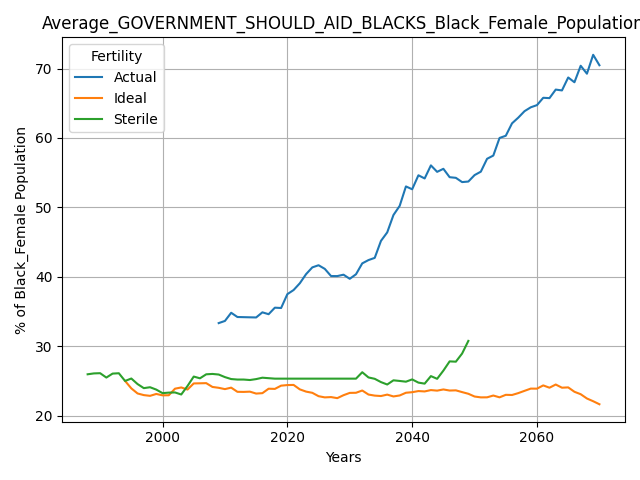 Average_GOVERNMENT_SHOULD_AID_BLACKS_Black_Female_Population
Fertility
Actual
Ideal
Sterile
% of Black_Female Population
70
60
50
40
30
20
2000
2020
2040
2060
Years